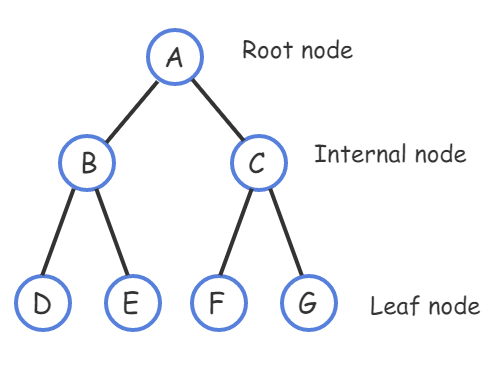 A Root node
B C Internal node
D E F G Leaf node